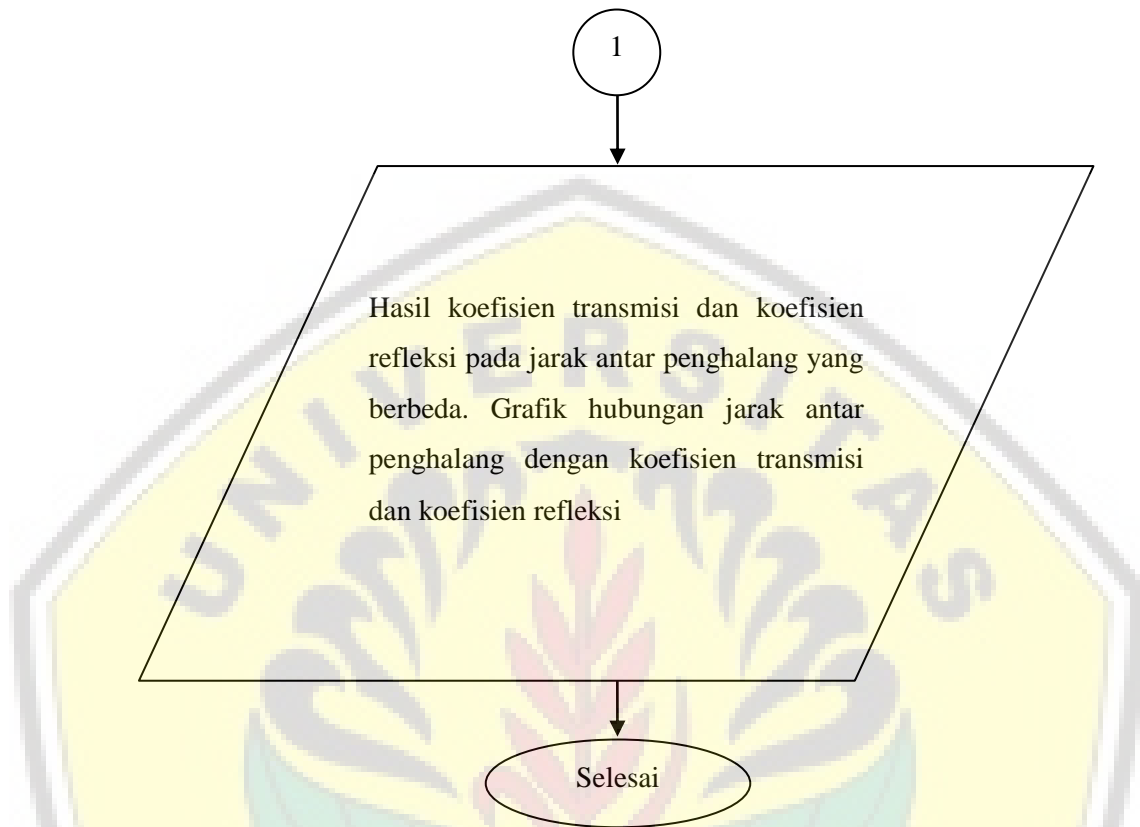 1
Hasil koefisien transmisi dan koefisien
refleksi pada jarak antar penghalang yang
berbeda. Grafik hubungan jarak antar
penghalang dengan koefisien transmisi
dan koefisien refleksi
UNIVERSITAS
Selesai